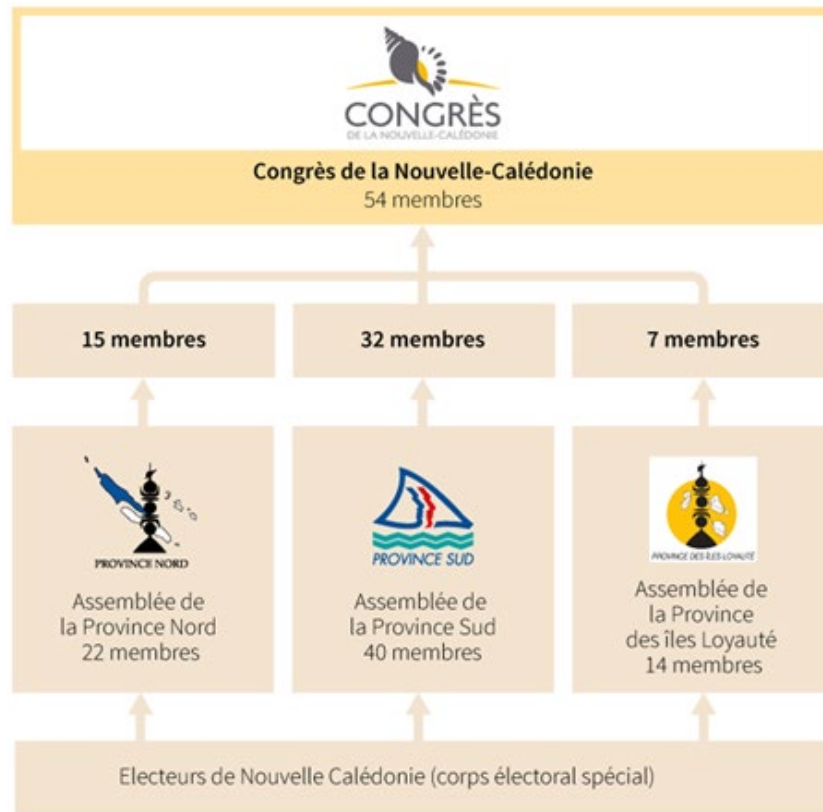 CONGRÈS
DE LA NOUVELLE-CALÉDONIE
Congrès de la Nouvelle-Calédonie
54 membres
15 membres
32 membres
7 membres
PROVINCE NORD
Assemblée de
la Province Nord
22 membres
PROVINCE SUD
Assemblée de
la Province Sud
40 membres
PROVINCE DES ÎLES LOYAUTÉ
Assemblée de
la Province
des îles Loyauté
14 membres
Electeurs de Nouvelle Calédonie (corps électoral spécial)